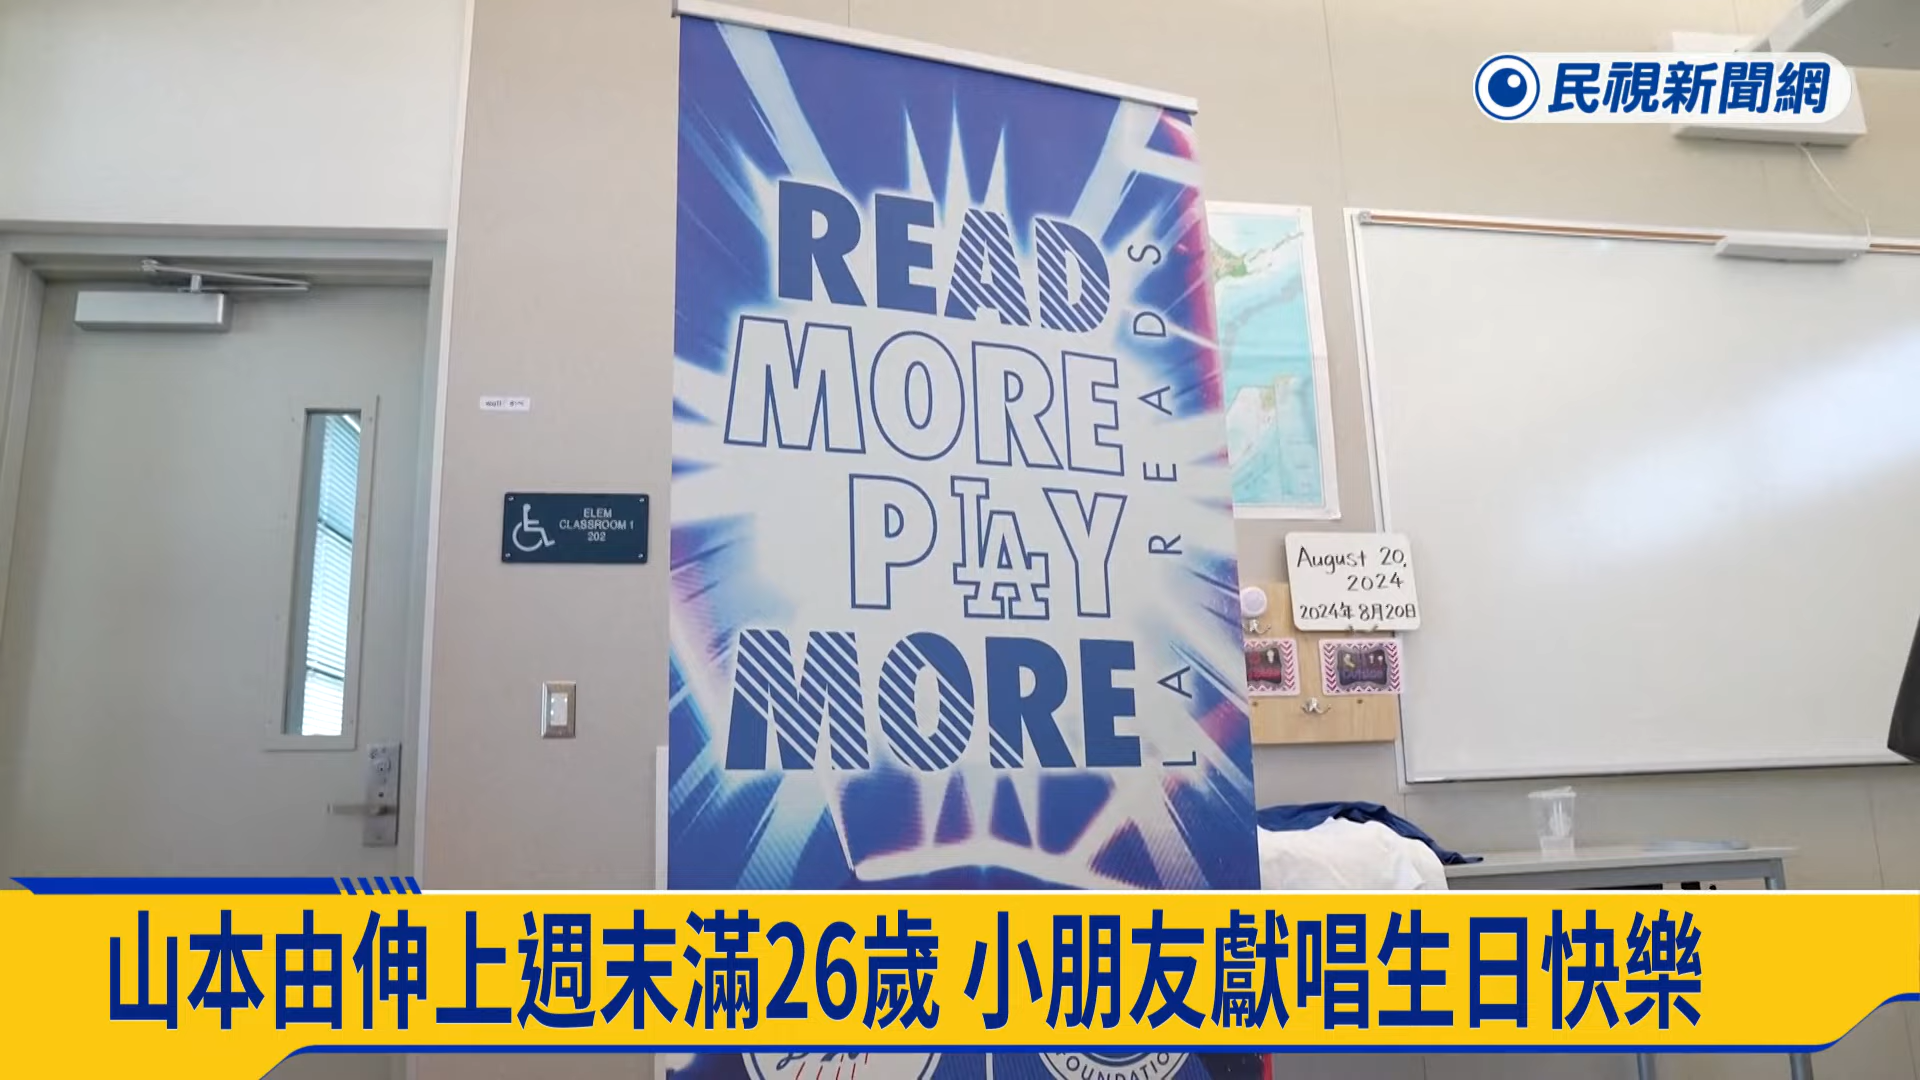 民視新聞網
READ
MORE
PLAY
MORE
LA READS
ELEM
CLASSROOM 1
202
August 20,
2024
2024年8月20日
山本由伸上週末滿26歲 小朋友獻唱生日快樂